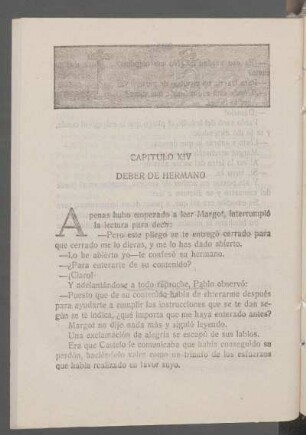 CAPITULO XIV
DEBER DE HERMANO
Apenas hubo empezado a leer Margot, interrumpió
la lectura para decir:
—Pero este pliego se te entregó cerrado para
que cerrado me lo dieras, y me lo has dado abierto.
—Lo he abierto yo—le confesó su hermano.
—¿Para enterarte de su contenido?
—¡Claro!
Y adelantándose a todo reproche, Pablo observó:
—Puesto que de su contenido había de enterarme después
para ayudarte a cumplir las instrucciones que se te dan se-
gún es te indica, ¿qué importa que me haya enterado antes?
Margot no dijo nada más y siguió leyendo.
Una exclamación de alegría se escapó de sus labios.
Era que Castelo le comunicaba que había conseguido su
perdón, haciéndole valer como un triunfo de los esfuerzos
que había realizado en favor suyo.